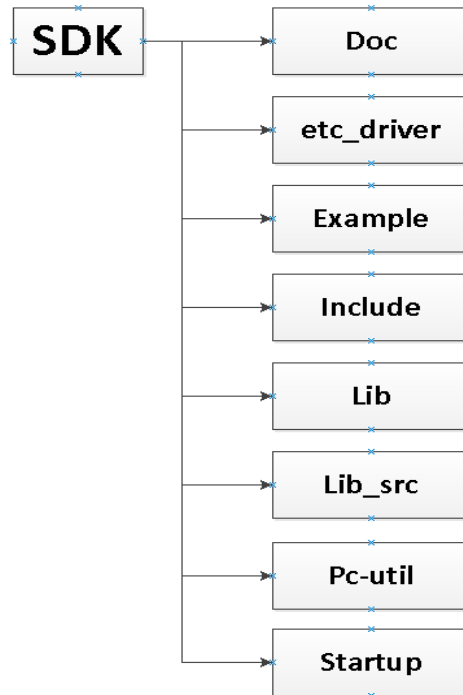 SDK
Doc
etc_driver
Example
Include
Lib
Lib_src
Pc-util
Startup